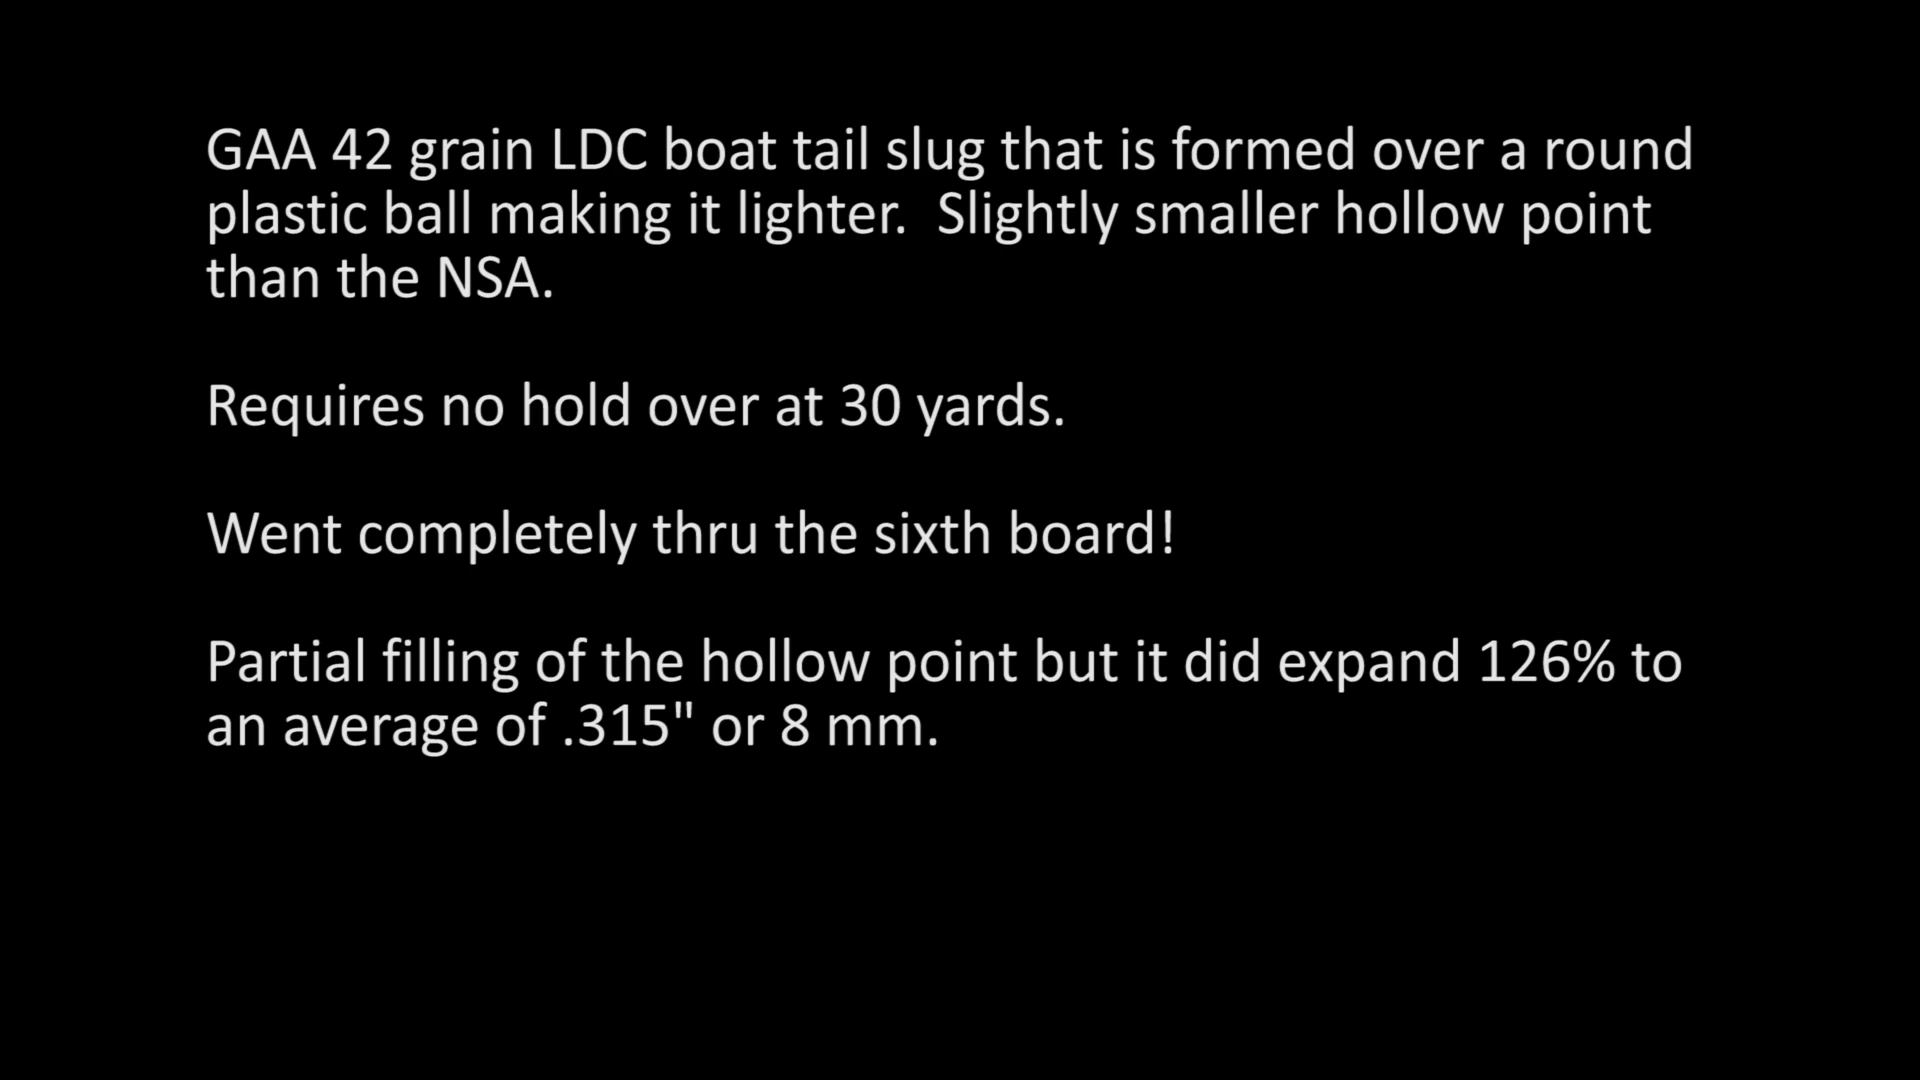 GAA 42 grain LDC boat tail slug that is formed over a round
plastic ball making it lighter.  Slightly smaller hollow point
than the NSA.
Requires no hold over at 30 yards.
Went completely thru the sixth board!
Partial filling of the hollow point but it did expand 126% to
an average of .315" or 8 mm.